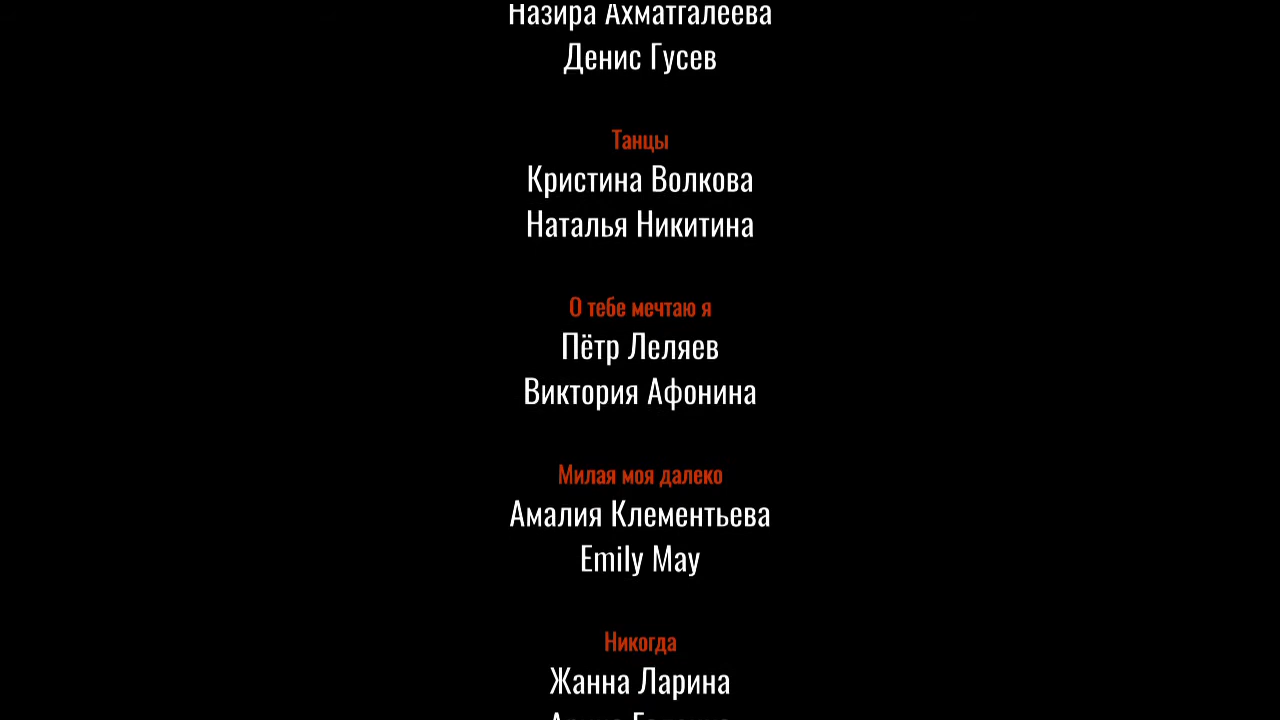 Назира Ахматгалеева
Денис Гусев
Танцы
Кристина Волкова
Наталья Никитина
О тебе мечтаю я
Пётр Леляев
Виктория Афонина
Милая моя далеко
Амалия Клементьева
Emily May
Никогда
Жанна Ларина